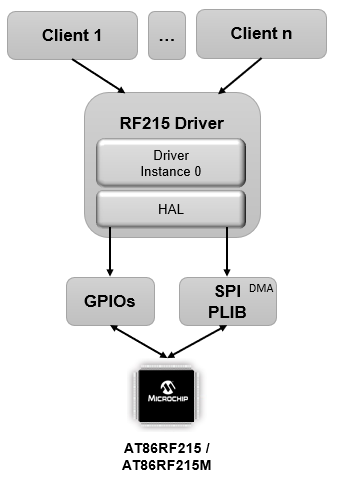 Client 1
...
Client n
RF215 Driver
Driver
Instance 0
HAL
GPIOs
SPI DMA
PLIB
MICROCHIP
AT86RF215 /
AT86RF215M